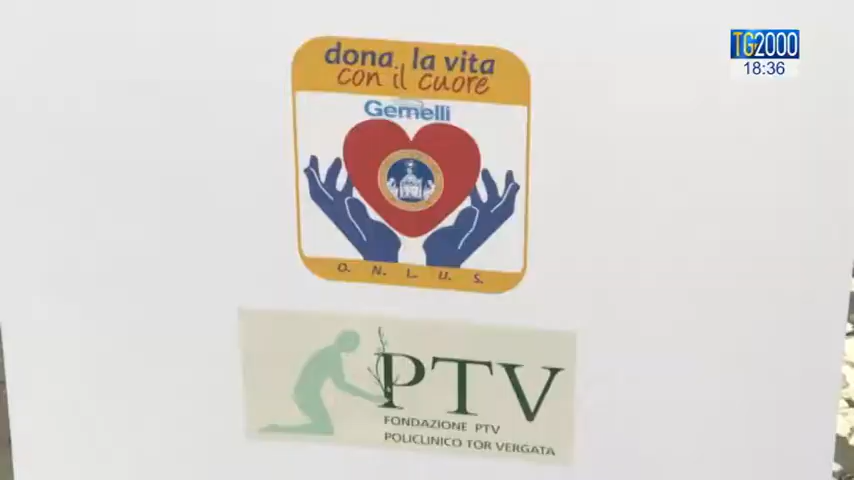 TG2000
18:36
dona la vita
con il cuore
Gemelli
O. N. L. U. S.
PTV
FONDAZIONE PTV
POLICLINICO TOR VERGATA